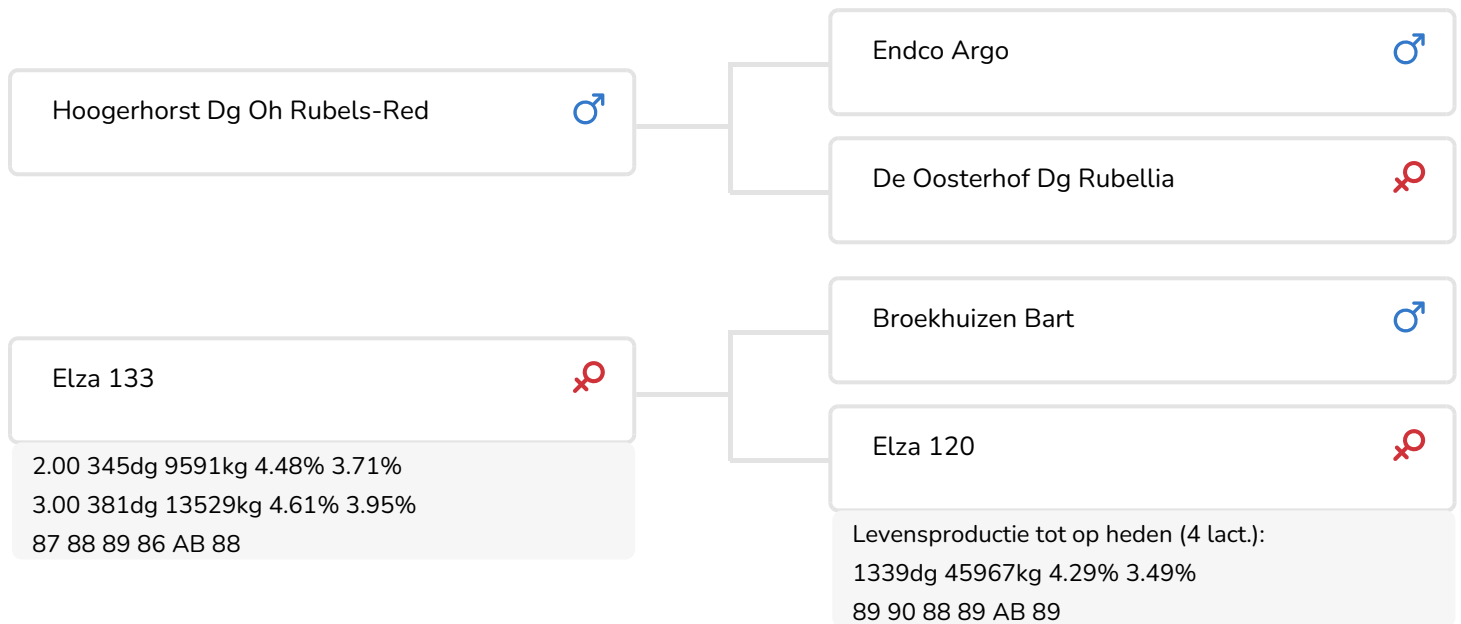 Hoogerhorst Dg Oh Rubels-Red
Endco Argo
De Oosterhof Dg Rubellia
Elza 133
2.00 345dg 9591kg 4.48% 3.71%
3.00 381dg 13529kg 4.61% 3.95%
87 88 89 86 AB 88
Broekhuizen Bart
Elza 120
Levensproductie tot op heden (4 lact.):
1339dg 45967kg 4.29% 3.49%
89 90 88 89 AB 89